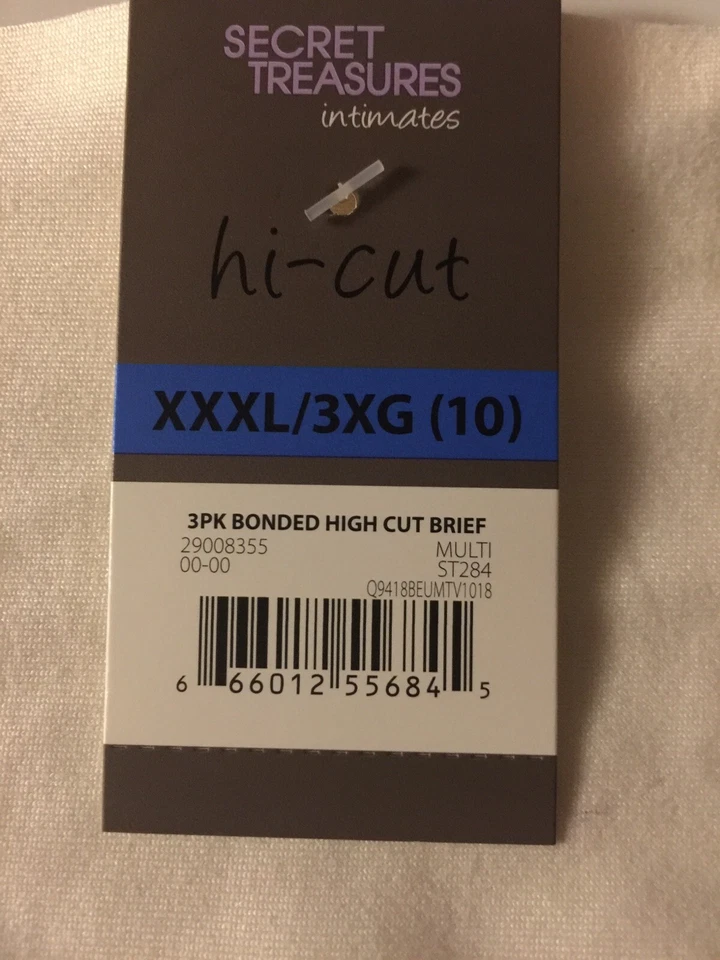 SECRET
TREASURES
intimates
hi-cut
XXXL/3XG (10)
3PK BONDED HIGH CUT BRIEF
29008355 MULTI
00-00 ST284
Q9418BEUMTV1018
6 66012 55684 5